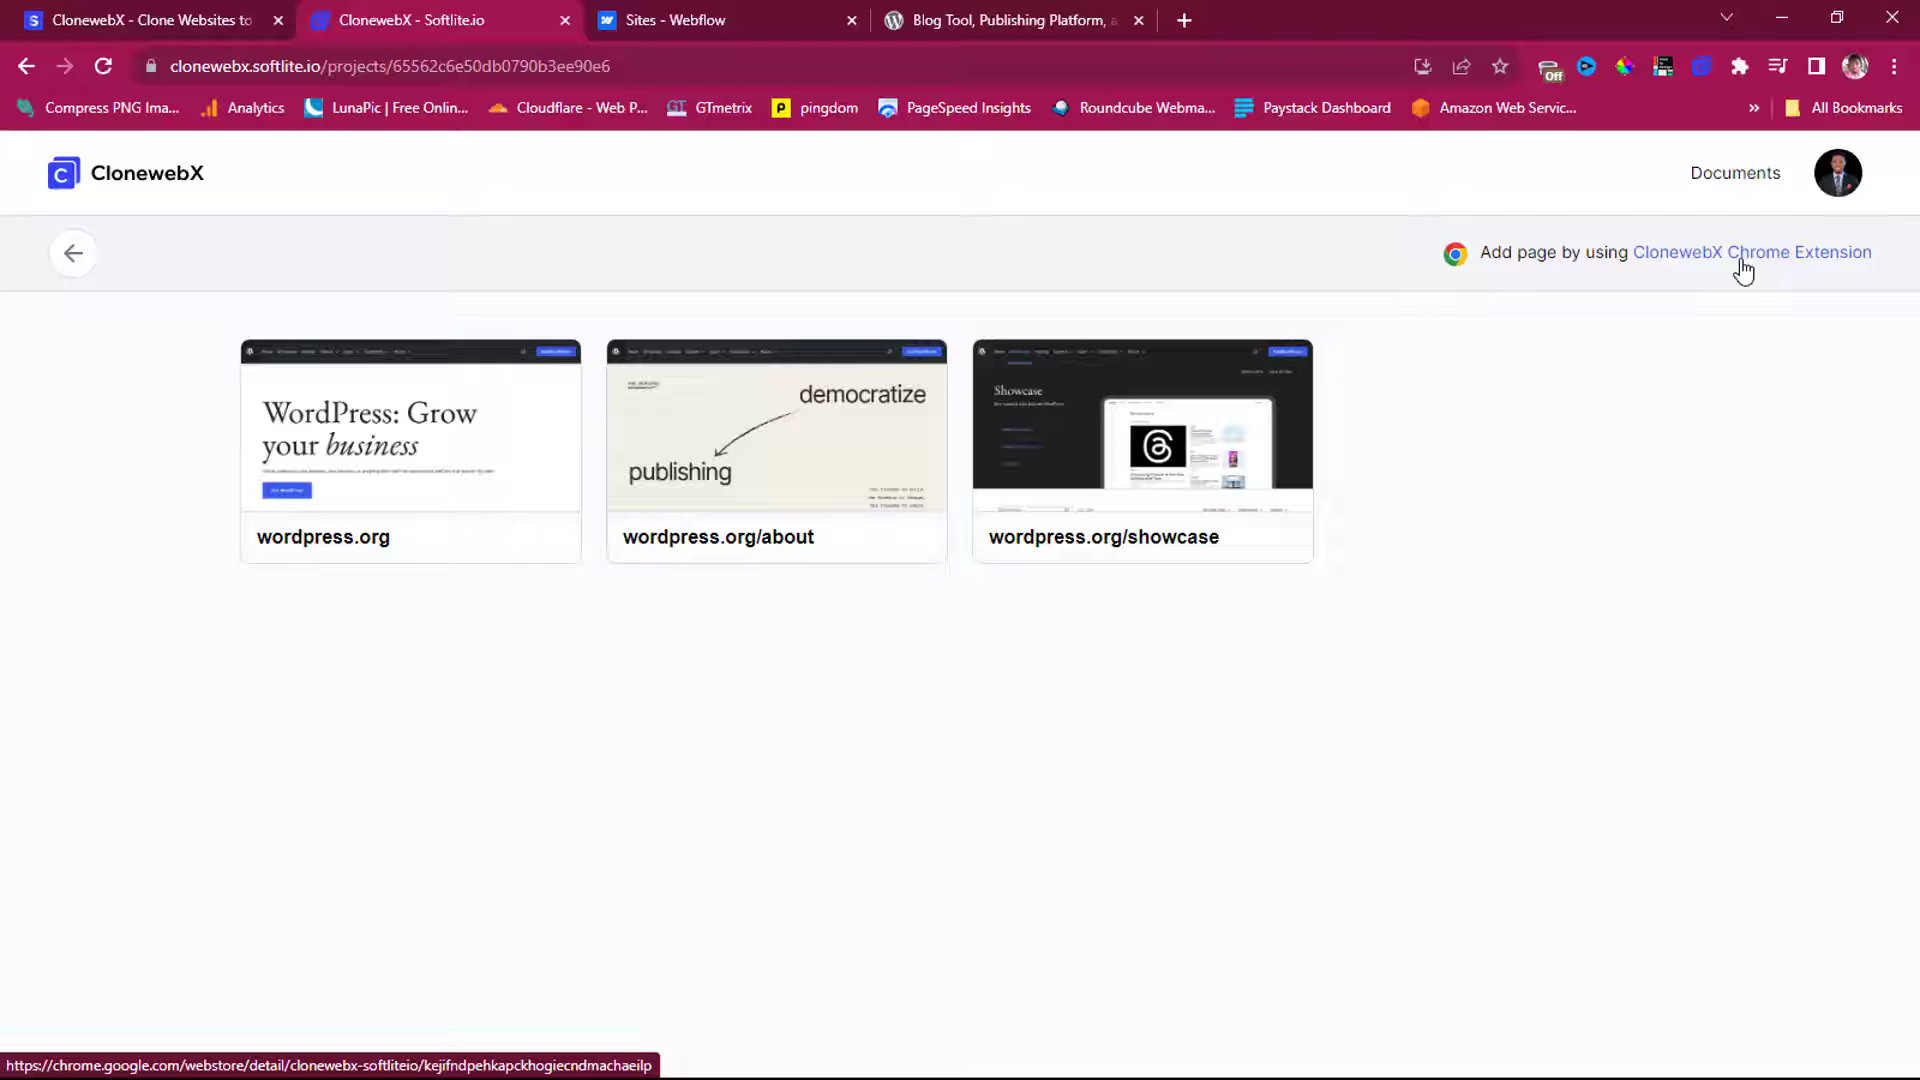 ClonewebX - Clone Websites to
ClonewebX - Softlite.io
Sites - Webflow
Blog Tool, Publishing Platform, a
clonewebx.softlite.io/projects/65562c6e50db0790b3ee90e6
Off
Compress PNG Ima...
Analytics
LunaPic | Free Onlin...
Cloudflare - Web P...
GT
GTmetrix
pingdom
PageSpeed Insights
Roundcube Webma...
Paystack Dashboard
Amazon Web Servic...
All Bookmarks
ClonewebX
Documents
Add page by using ClonewebX Chrome Extension
WordPress: Grow
your business
wordpress.org
democratize
publishing
wordpress.org/about
Showcase
wordpress.org/showcase
https://chrome.google.com/webstore/detail/clonewebx-softliteio/kejifndpehkapckhogiecndmachaeilp